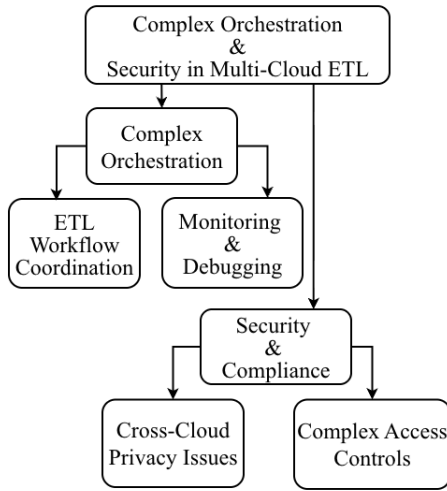 Complex Orchestration
&
Security in Multi-Cloud ETL
Complex
Orchestration
ETL
Workflow
Coordination
Monitoring
&
Debugging
Security
&
Compliance
Cross-Cloud
Privacy Issues
Complex Access
Controls